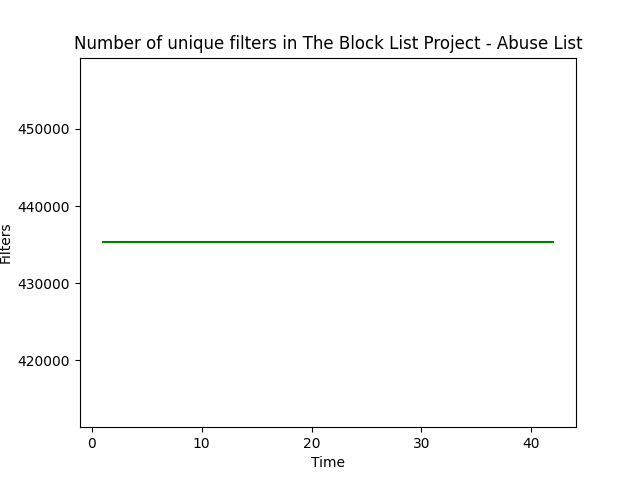 Number of unique filters in The Block List Project - Abuse List
450000
440000
430000
420000
Filters
0 10 20 30 40
Time